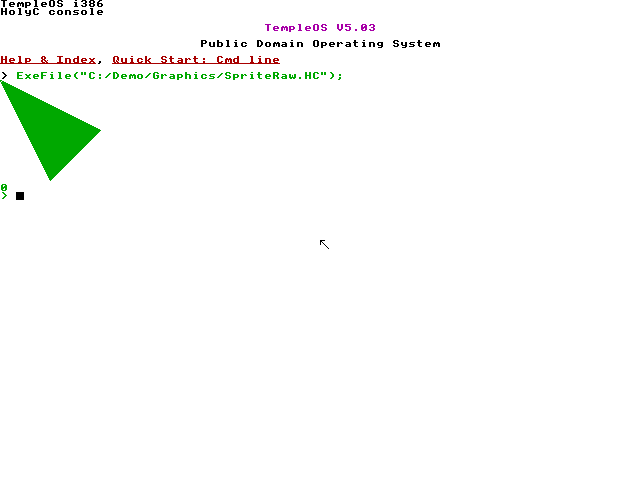 TempleOS i386
HolyC console
TempleOS V5.03
Public Domain Operating System
Help & Index, Quick Start: Cmd line
> ExeFile("C:/Demo/Graphics/SpriteRaw.HC");
0
>